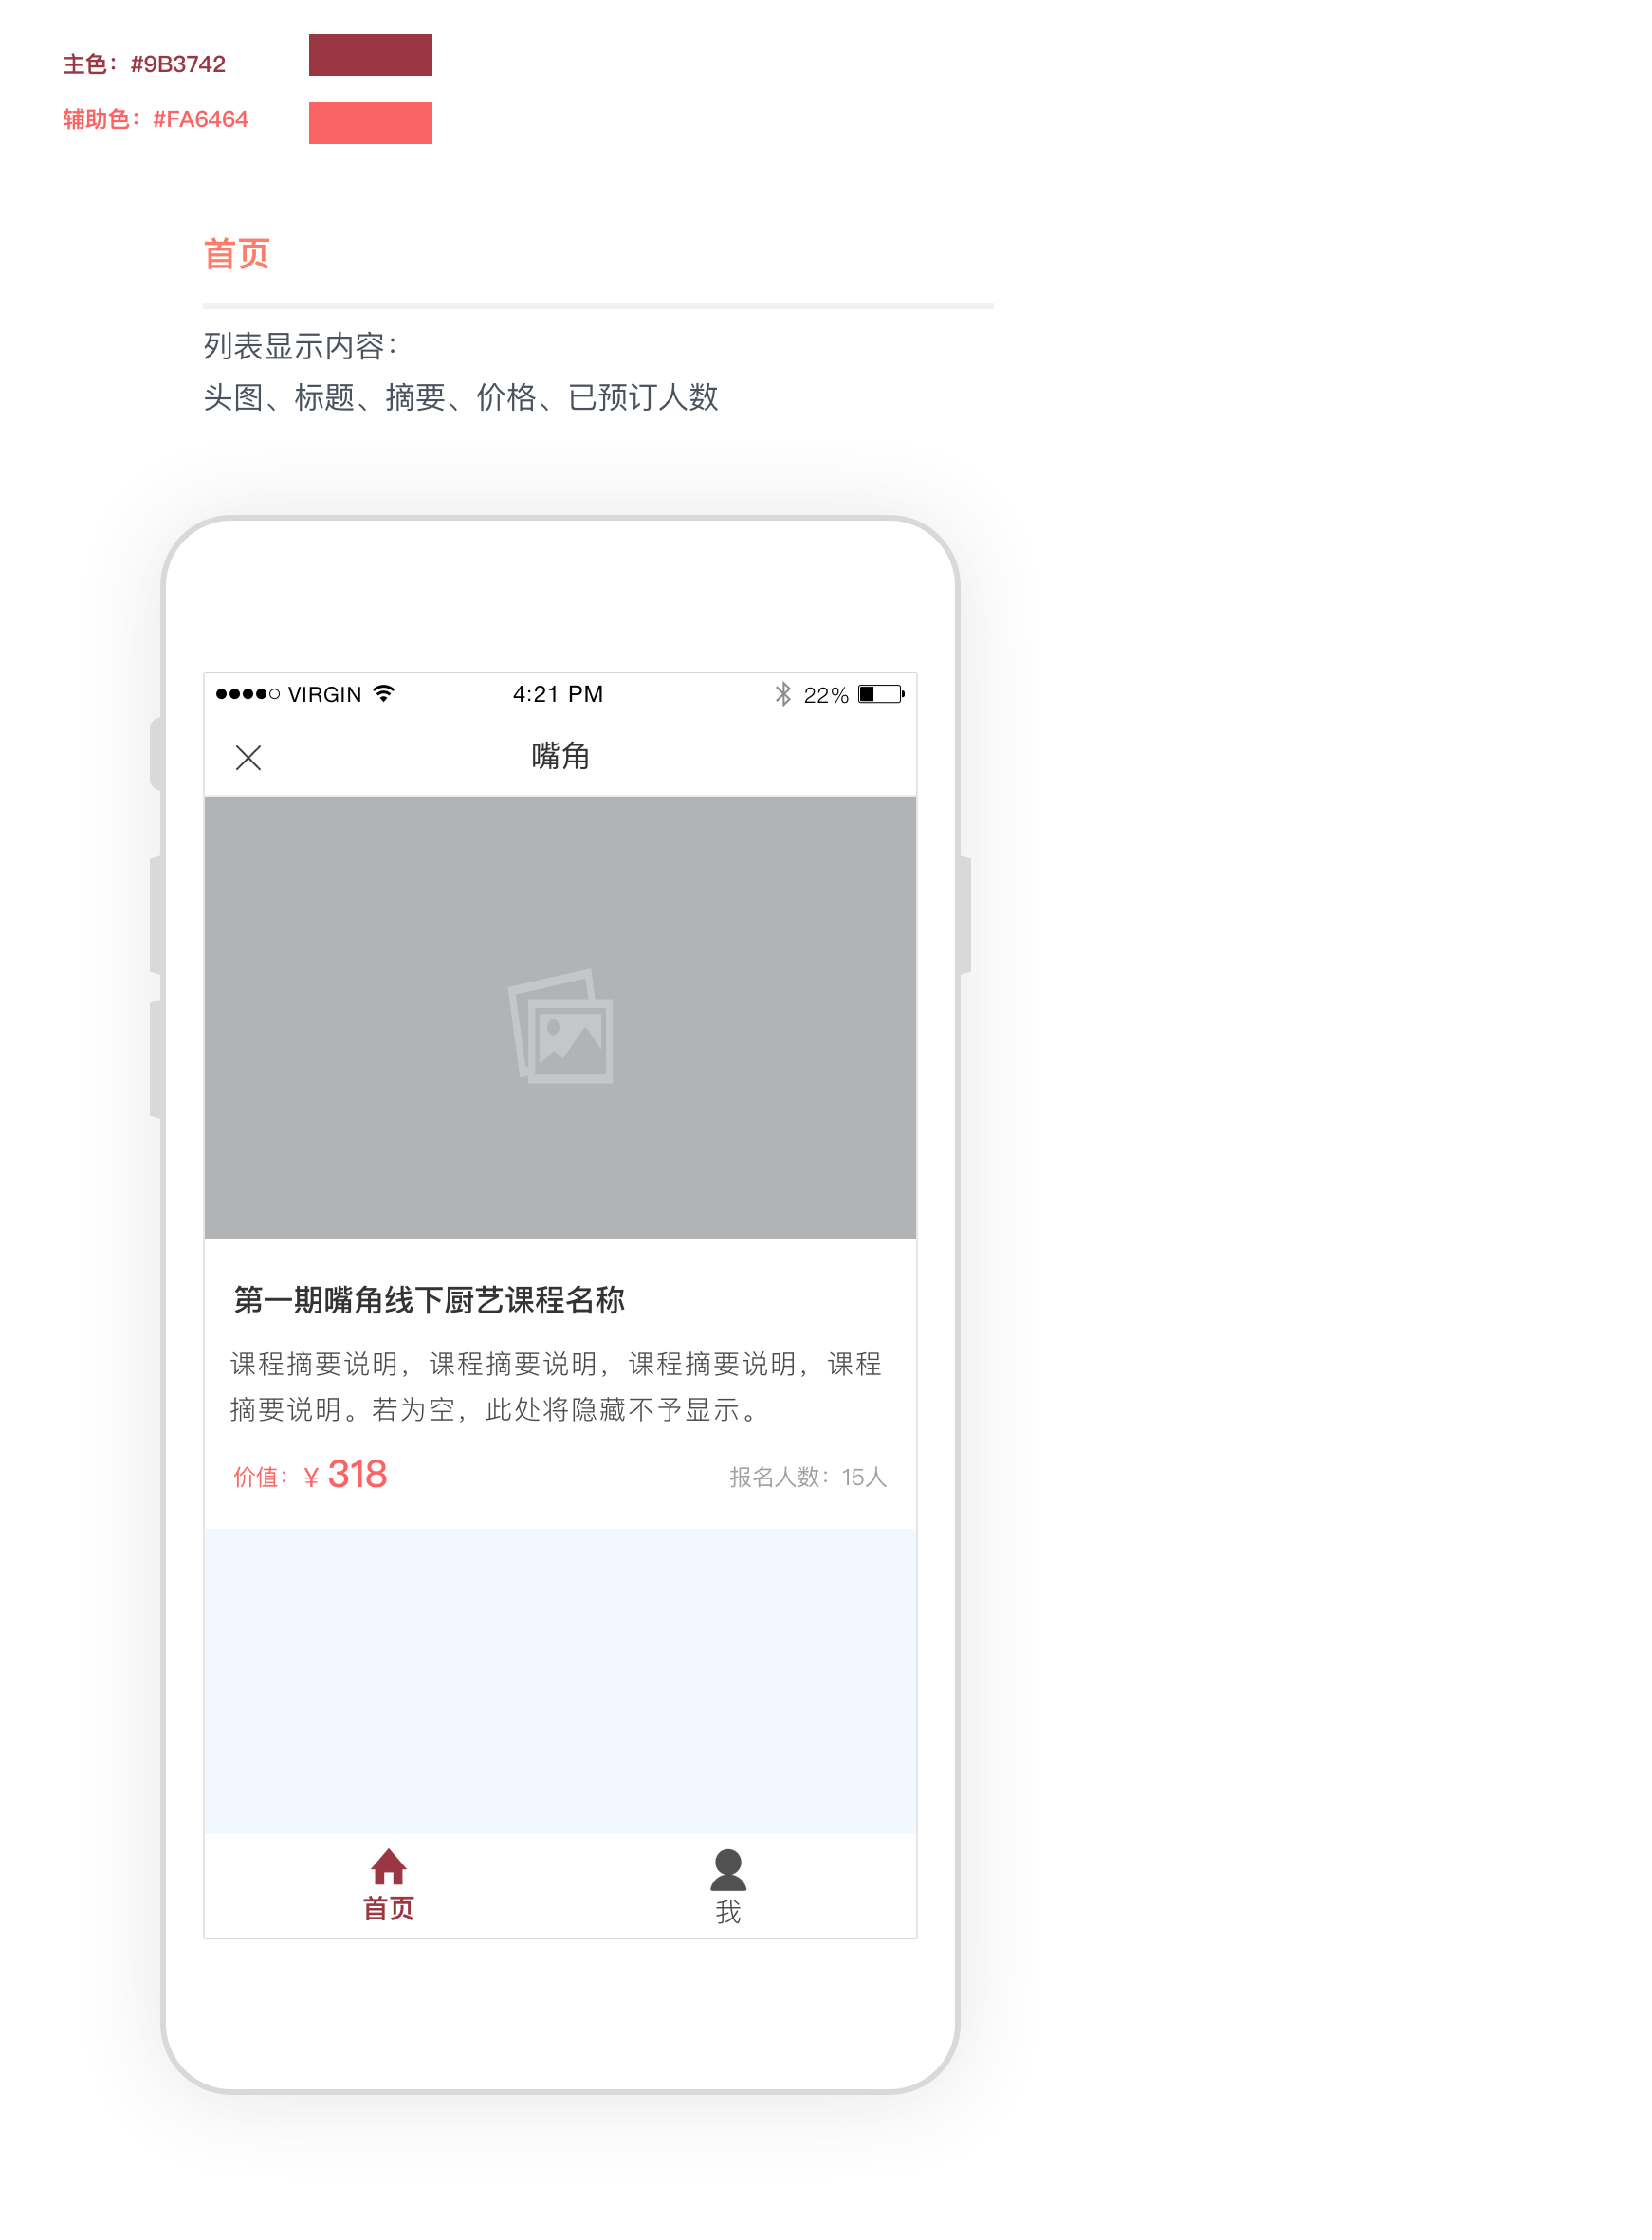 主色：#9B3742
辅助色：#FA6464
首页
列表显示内容：
头图、标题、摘要、价格、已预订人数
VIRGIN 4:21 PM 22%
嘴角
第一期嘴角线下厨艺课程名称
课程摘要说明，课程摘要说明，课程摘要说明，课程
摘要说明。若为空，此处将隐藏不予显示。
价值：¥ 318 报名人数：15人
首页 我